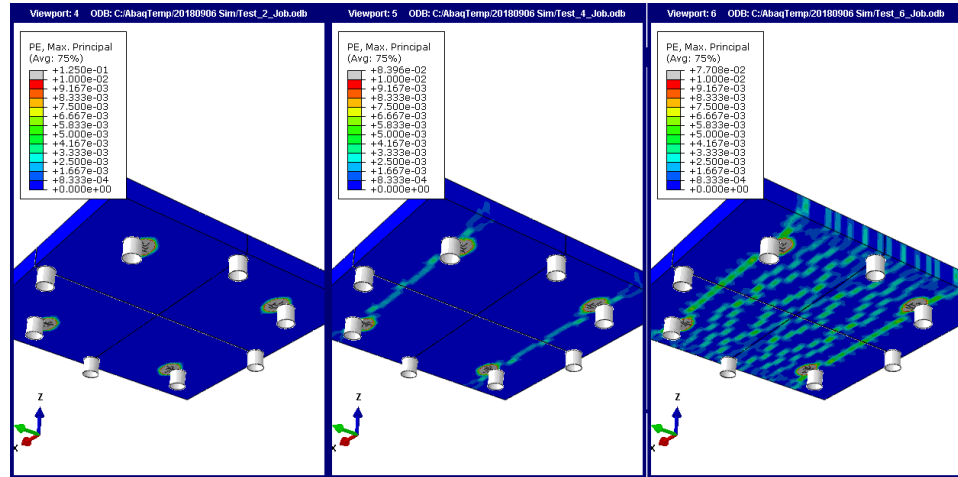 Viewport: 4 ODB: C:/AbaqTemp/20180906 Sim/Test_2_Job.odb
PE, Max. Principal
(Avg: 75%)
+1.250e-01
+1.000e-02
+9.167e-03
+8.333e-03
+7.500e-03
+6.667e-03
+5.833e-03
+5.000e-03
+4.167e-03
+3.333e-03
+2.500e-03
+1.667e-03
+8.333e-04
+0.000e+00
Z
X
Viewport: 5 ODB: C:/AbaqTemp/20180906 Sim/Test_4_Job.odb
PE, Max. Principal
(Avg: 75%)
+8.396e-02
+1.000e-02
+9.167e-03
+8.333e-03
+7.500e-03
+6.667e-03
+5.833e-03
+5.000e-03
+4.167e-03
+3.333e-03
+2.500e-03
+1.667e-03
+8.333e-04
+0.000e+00
Z
X
Viewport: 6 ODB: C:/AbaqTemp/20180906 Sim/Test_6_Job.odb
PE, Max. Principal
(Avg: 75%)
+7.708e-02
+1.000e-02
+9.167e-03
+8.333e-03
+7.500e-03
+6.667e-03
+5.833e-03
+5.000e-03
+4.167e-03
+3.333e-03
+2.500e-03
+1.667e-03
+8.333e-04
+0.000e+00
Z
X